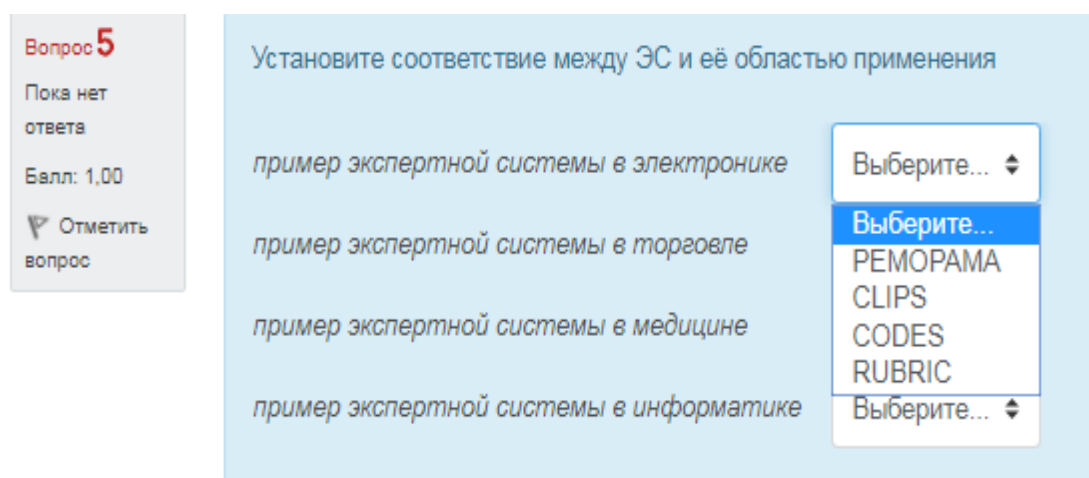 Вопрос 5
Пока нет
ответа
Балл: 1,00
Отметить
вопрос
Установите соответствие между ЭС и её областью применения
пример экспертной системы в электронике
Выберите...
Выберите...
РЕМОРАМА
CLIPS
CODES
RUBRIC
пример экспертной системы в торговле
пример экспертной системы в медицине
пример экспертной системы в информатике
Выберите...